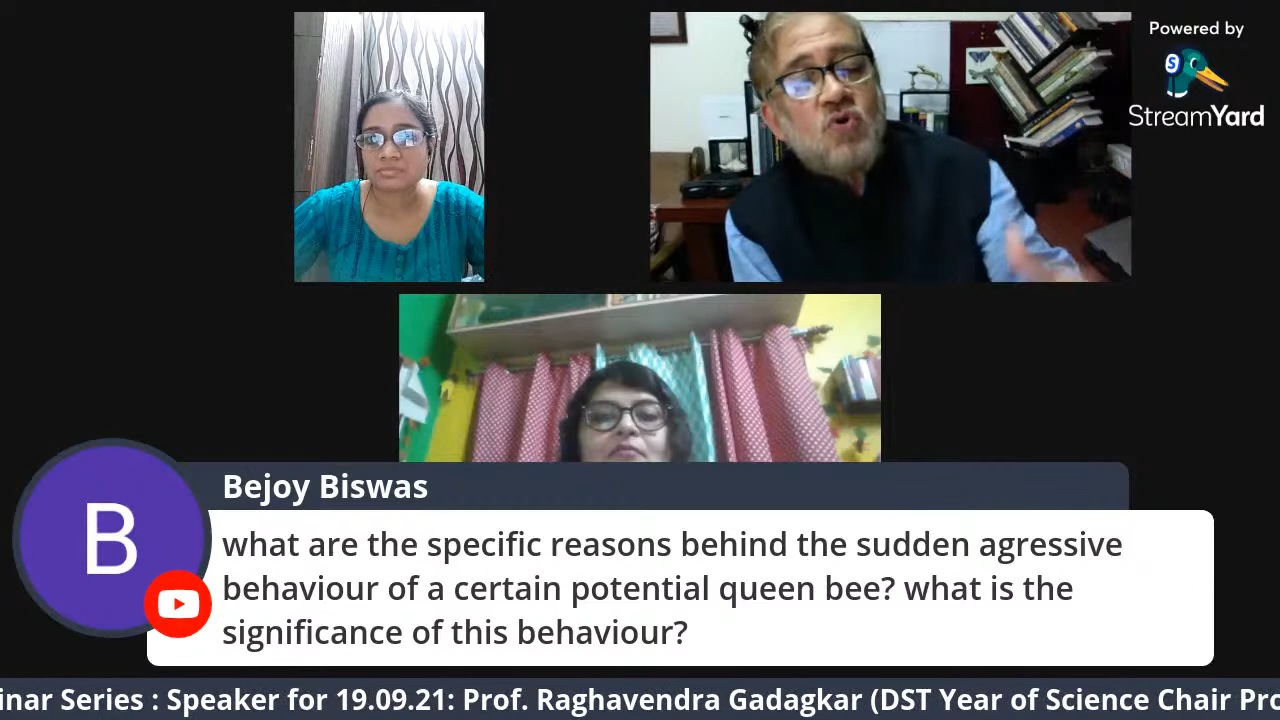 Powered by
S
StreamYard
B
Bejoy Biswas
what are the specific reasons behind the sudden agressive
behaviour of a certain potential queen bee? what is the
significance of this behaviour?
inar Series : Speaker for 19.09.21: Prof. Raghavendra Gadagkar (DST Year of Science Chair Pro